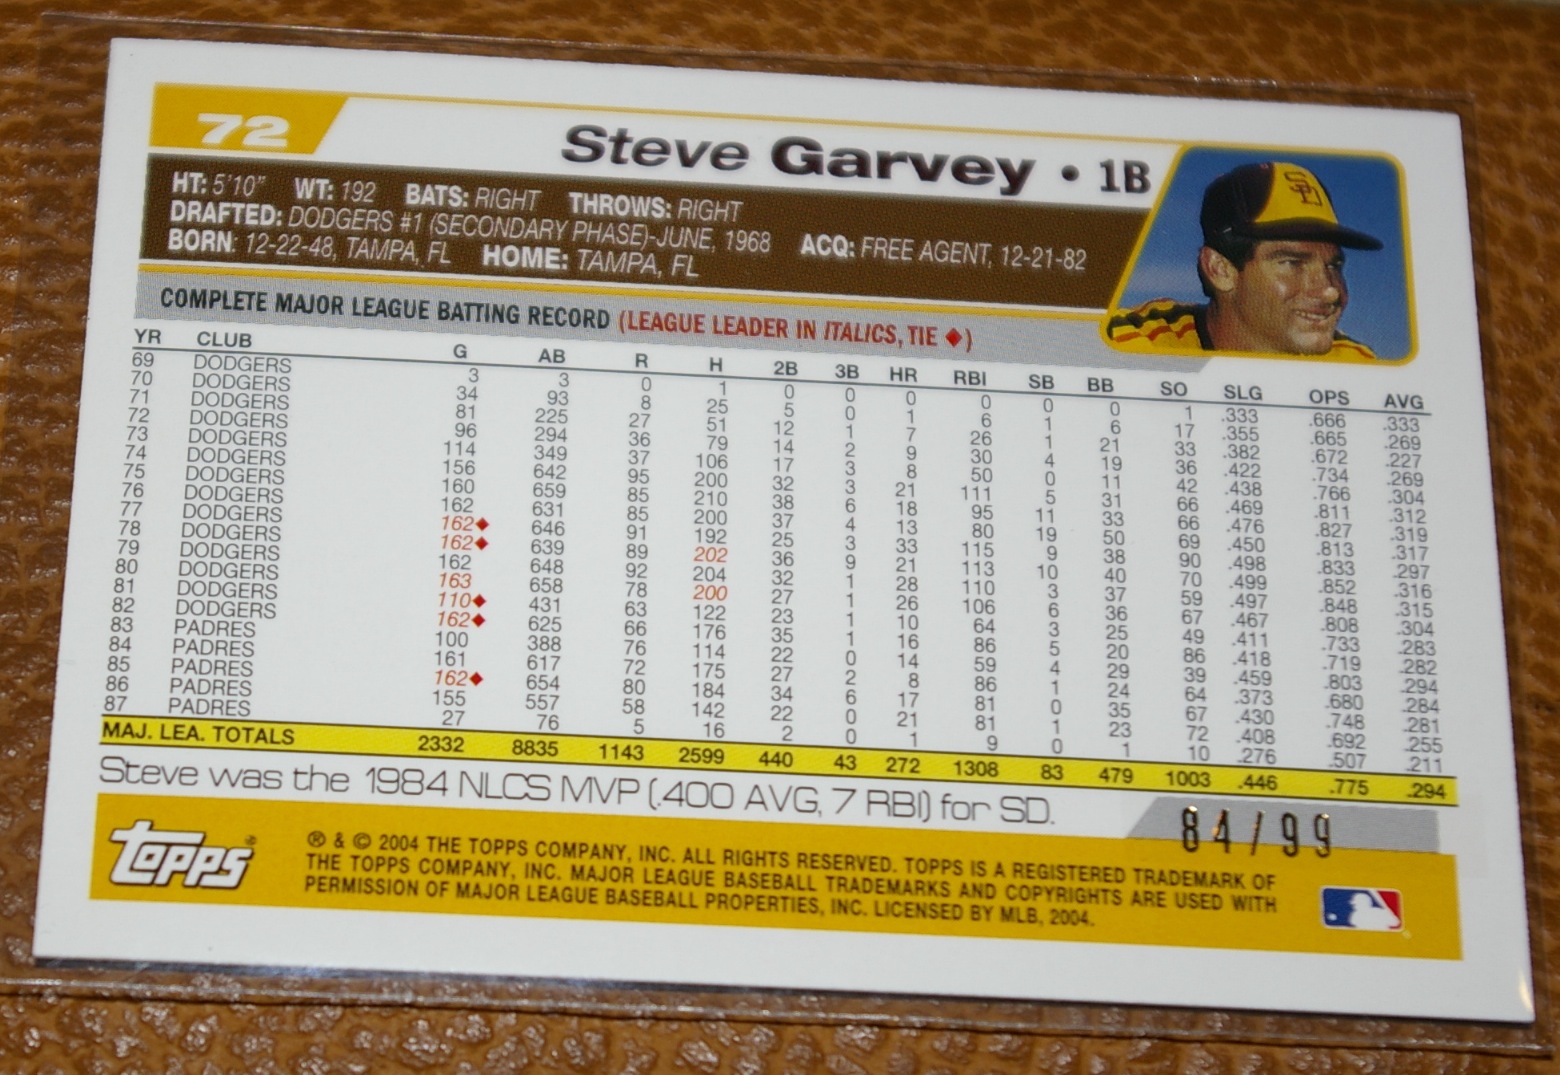 72
Steve Garvey • 1B
HT: 5'10" WT: 192 BATS: RIGHT THROWS: RIGHT
DRAFTED: DODGERS #1 (SECONDARY PHASE)-JUNE, 1968 ACQ: FREE AGENT, 12-21-82
BORN: 12-22-48, TAMPA, FL HOME: TAMPA, FL
SD
COMPLETE MAJOR LEAGUE BATTING RECORD (LEAGUE LEADER IN ITALICS, TIE ♦)
YR CLUB G AB R H 2B 3B HR RBI SB BB SO SLG OPS AVG
69 DODGERS 3 3 0 1 0 0 0 0 0 0 1 .333 .666 .333
70 DODGERS 34 93 8 25 5 0 1 6 1 6 17 .355 .665 .269
71 DODGERS 81 225 27 51 12 1 7 26 1 21 33 .382 .672 .227
72 DODGERS 96 294 36 79 14 2 9 30 4 19 36 .422 .734 .269
73 DODGERS 114 349 37 106 17 3 8 50 0 11 42 .438 .766 .304
74 DODGERS 156 642 95 200 32 3 21 111 5 31 66 .469 .811 .312
75 DODGERS 160 659 85 210 38 6 18 95 11 33 66 .476 .827 .319
76 DODGERS 162 631 85 200 37 4 13 80 19 50 69 .450 .813 .317
77 DODGERS 162♦ 646 91 192 25 3 33 115 9 38 90 .498 .833 .297
78 DODGERS 162♦ 639 89 202 36 9 21 113 10 40 70 .499 .852 .316
79 DODGERS 162 648 92 204 32 1 28 110 3 37 59 .497 .848 .315
80 DODGERS 163 658 78 200 27 1 26 106 6 36 67 .467 .808 .304
81 DODGERS 110♦ 431 63 122 23 1 10 64 3 25 49 .411 .733 .283
82 DODGERS 162♦ 625 66 176 35 1 16 86 5 20 86 .418 .719 .282
83 PADRES 100 388 76 114 22 0 14 59 4 29 39 .459 .803 .294
84 PADRES 161 617 72 175 27 2 8 86 1 24 64 .373 .680 .284
85 PADRES 162♦ 654 80 184 34 6 17 81 0 35 67 .430 .748 .281
86 PADRES 155 557 58 142 22 0 21 81 1 23 72 .408 .692 .255
87 PADRES 27 76 5 16 2 0 1 9 0 1 10 .276 .507 .211
MAJ. LEA. TOTALS 2332 8835 1143 2599 440 43 272 1308 83 479 1003 .446 .775 .294
Steve was the 1984 NLCS MVP (.400 AVG, 7 RBI) for SD.
84/99
Topps®
® & © 2004 THE TOPPS COMPANY, INC. ALL RIGHTS RESERVED. TOPPS IS A REGISTERED TRADEMARK OF
THE TOPPS COMPANY, INC. MAJOR LEAGUE BASEBALL TRADEMARKS AND COPYRIGHTS ARE USED WITH
PERMISSION OF MAJOR LEAGUE BASEBALL PROPERTIES, INC. LICENSED BY MLB, 2004.